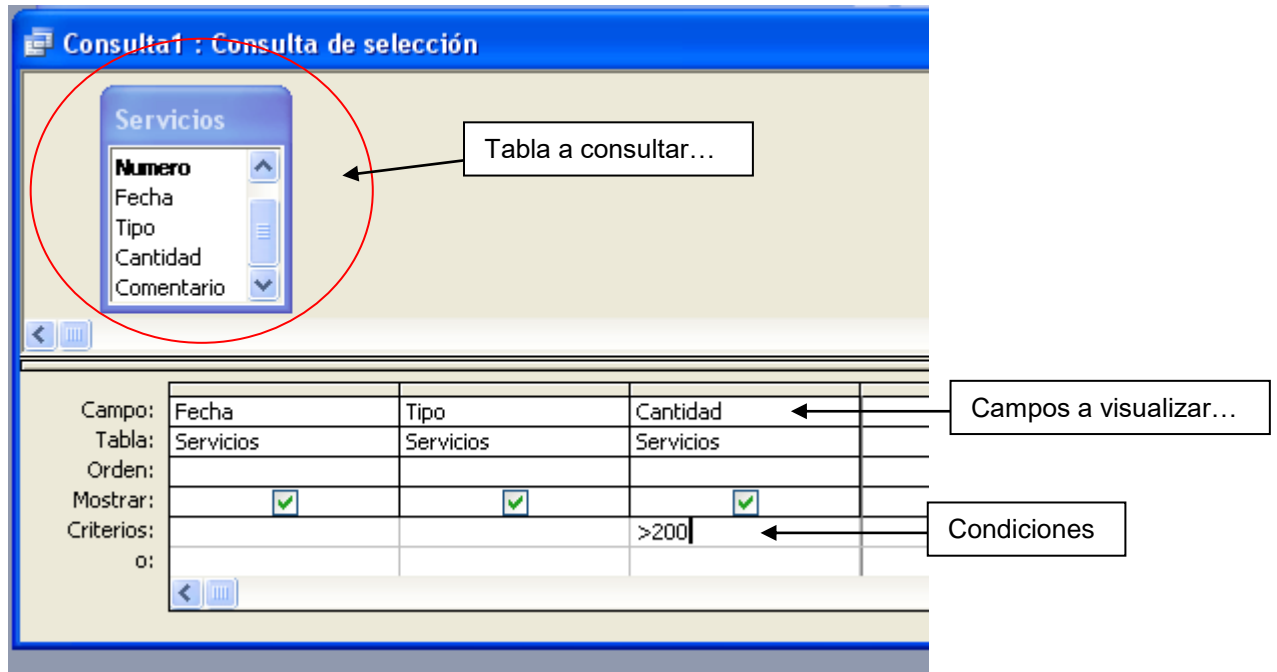 Consulta1 : Consulta de selección
Servicios
Tabla a consultar…
Numero
Fecha
Tipo
Cantidad
Comentario
Campo: Fecha Tipo Cantidad
Campos a visualizar…
Tabla: Servicios Servicios Servicios
Orden:
Mostrar:
Criterios: >200
Condiciones
o: